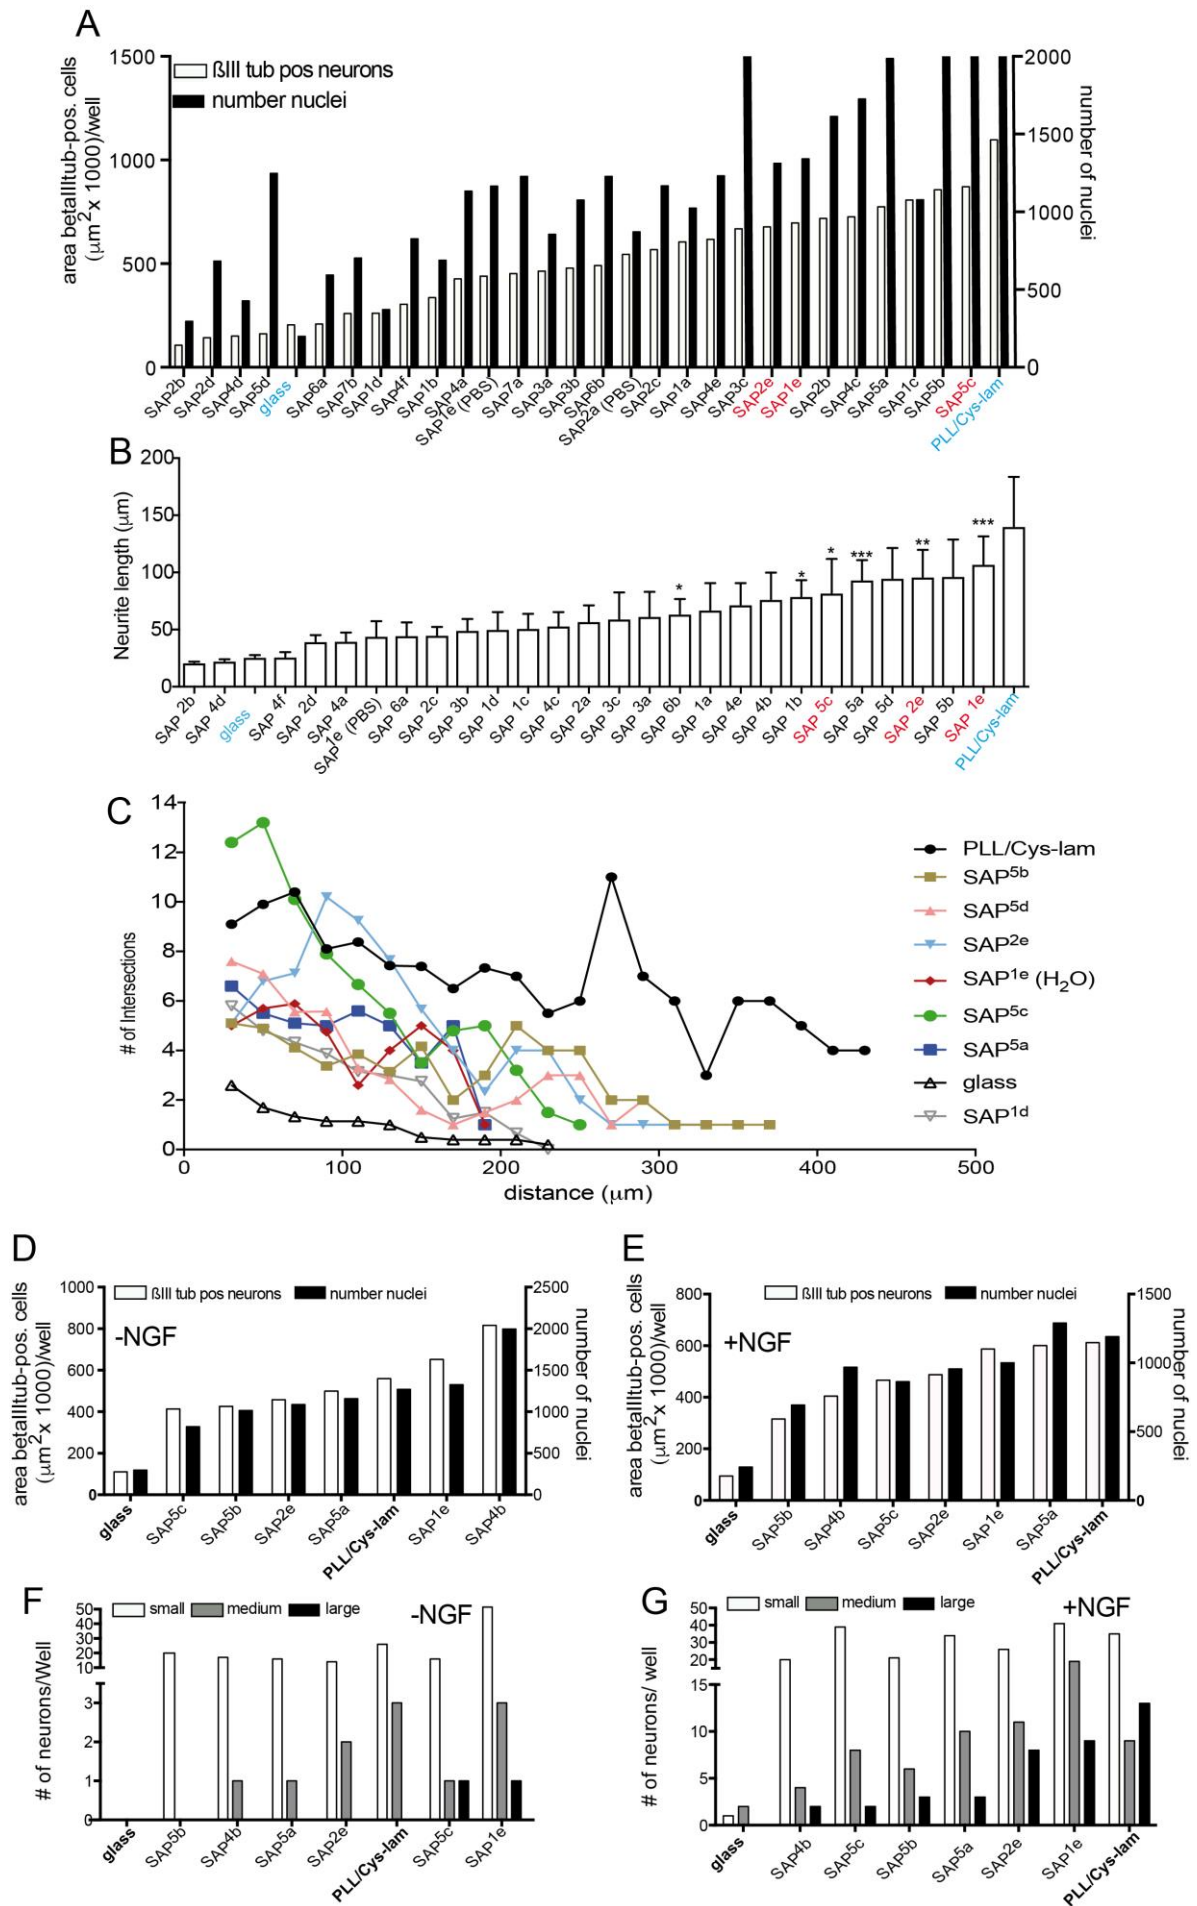 A
area betaIIItub-pos. cells
(µm² x 1000)/well
1500
1000
500
0
ßIII tub pos neurons
number nuclei
2000
1500
1000
500
0
number of nuclei
SAP2b
SAP2d
SAP4d
SAP5d
glass
SAP6a
SAP7b
SAP1d
SAP4f
SAP1b
SAP4a
SAP1e (PBS)
SAP7a
SAP3a
SAP3b
SAP6b
SAP2a (PBS)
SAP2c
SAP1a
SAP4e
SAP3c
SAP2e
SAP1e
SAP2b
SAP4c
SAP5a
SAP1c
SAP5b
SAP5c
PLL/Cys-lam
B
Neurite length (µm)
200
150
100
50
0
*
*
*
***
**
***
SAP 2b
SAP 4d
glass
SAP 4f
SAP 2d
SAP 4a
SAP 1e (PBS)
SAP 6a
SAP 2c
SAP 3b
SAP 1d
SAP 1c
SAP 4c
SAP 2a
SAP 3c
SAP 3a
SAP 6b
SAP 1a
SAP 4e
SAP 4b
SAP 1b
SAP 5c
SAP 5a
SAP 5d
SAP 2e
SAP 5b
SAP 1e
PLL/Cys-lam
C
# of Intersections
14
12
10
8
6
4
2
0
0 100 200 300 400 500
distance (µm)
PLL/Cys-lam
SAP5b
SAP5d
SAP2e
SAP1e (H₂O)
SAP5c
SAP5a
glass
SAP1d
D
area betaIIItub-pos. cells
(µm² x 1000)/well
1000
800
600
400
200
0
ßIII tub pos neurons number nuclei
-NGF
2500
2000
1500
1000
500
0
number of nuclei
glass
SAP5c
SAP5b
SAP2e
SAP5a
PLL/Cys-lam
SAP1e
SAP4b
E
area betaIIItub-pos. cells
(µm² x 1000)/well
800
600
400
200
0
ßIII tub pos neurons number nuclei
+NGF
1500
1000
500
0
number of nuclei
glass
SAP5b
SAP4b
SAP5c
SAP2e
SAP1e
SAP5a
PLL/Cys-lam
F
# of neurons/Well
50
40
30
20
10
3
2
1
0
small medium large
-NGF
glass
SAP5b
SAP4b
SAP5a
SAP2e
PLL/Cys-lam
SAP5c
SAP1e
G
# of neurons/ well
50
40
30
20
15
10
5
0
small medium large
+NGF
glass
SAP4b
SAP5c
SAP5b
SAP5a
SAP2e
SAP1e
PLL/Cys-lam